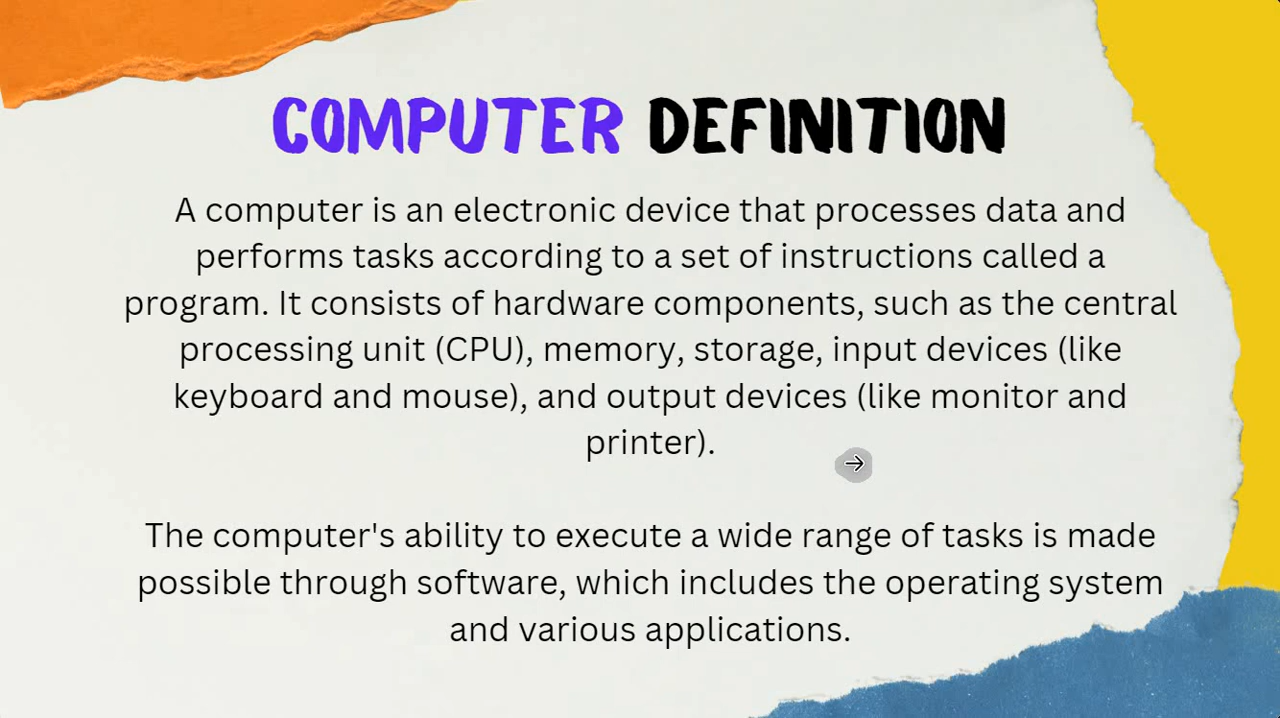 COMPUTER DEFINITION
A computer is an electronic device that processes data and
performs tasks according to a set of instructions called a
program. It consists of hardware components, such as the central
processing unit (CPU), memory, storage, input devices (like
keyboard and mouse), and output devices (like monitor and
printer).
The computer's ability to execute a wide range of tasks is made
possible through software, which includes the operating system
and various applications.